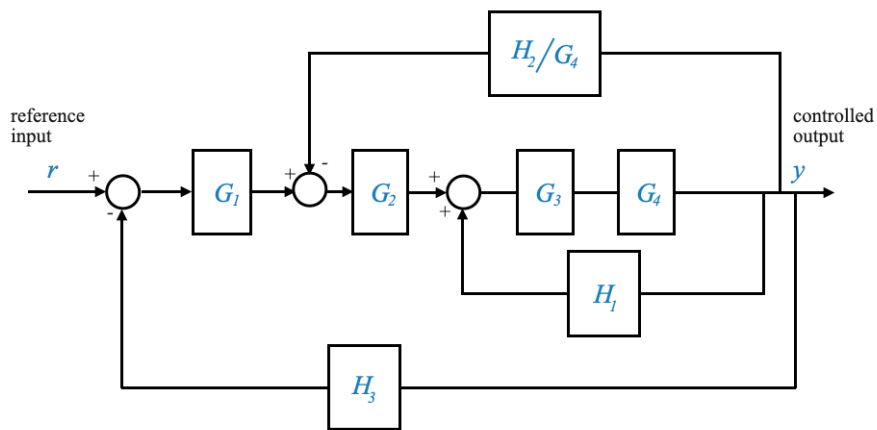 H₂/G₄
reference
input
controlled
output
r
y
+
-
+
-
G₁
G₂
+
+
G₃
G₄
H₁
H₃